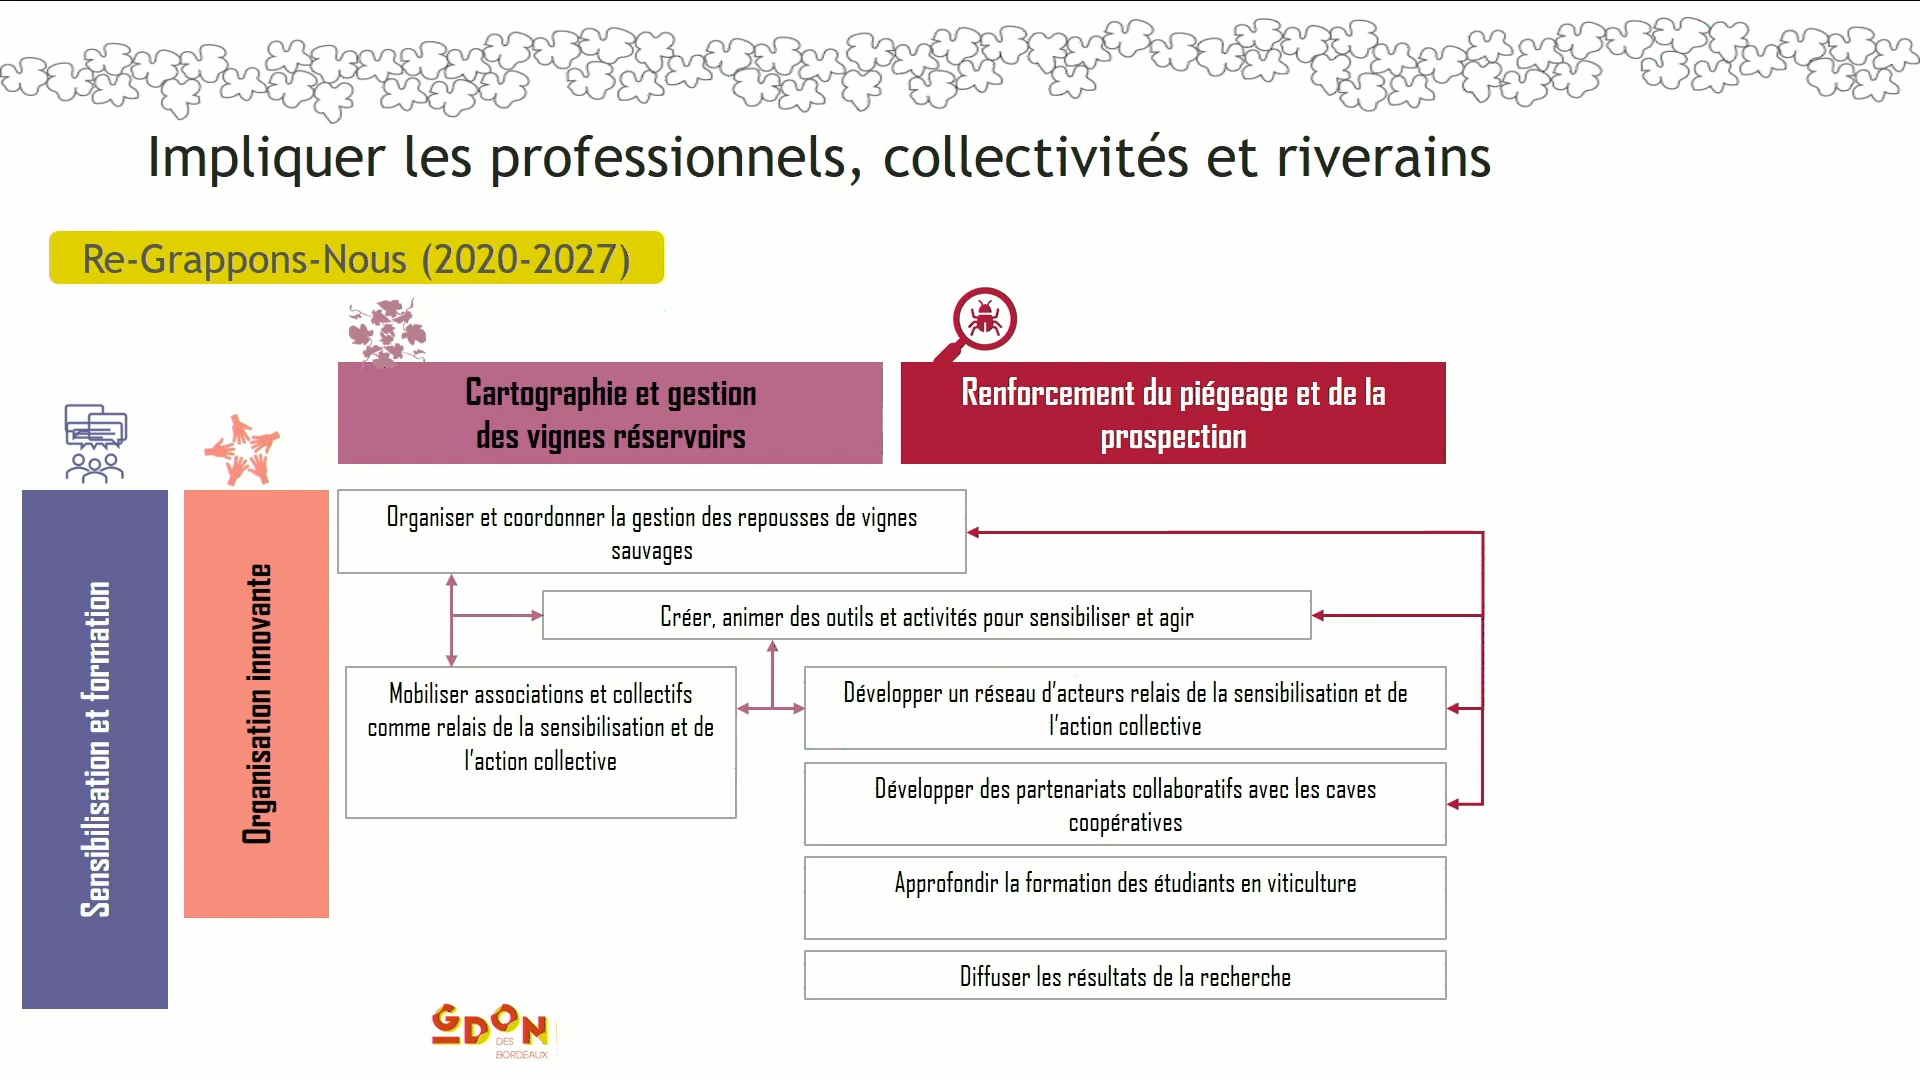 Impliquer les professionnels, collectivités et riverains
Re-Grappons-Nous (2020-2027)
Cartographie et gestion
des vignes réservoirs
Renforcement du piégeage et de la
prospection
Sensibilisation et formation
Organisation innovante
Organiser et coordonner la gestion des repousses de vignes
sauvages
Créer, animer des outils et activités pour sensibiliser et agir
Mobiliser associations et collectifs
comme relais de la sensibilisation et de
l'action collective
Développer un réseau d'acteurs relais de la sensibilisation et de
l'action collective
Développer des partenariats collaboratifs avec les caves
coopératives
Approfondir la formation des étudiants en viticulture
Diffuser les résultats de la recherche
GDON
DES
BORDEAUX